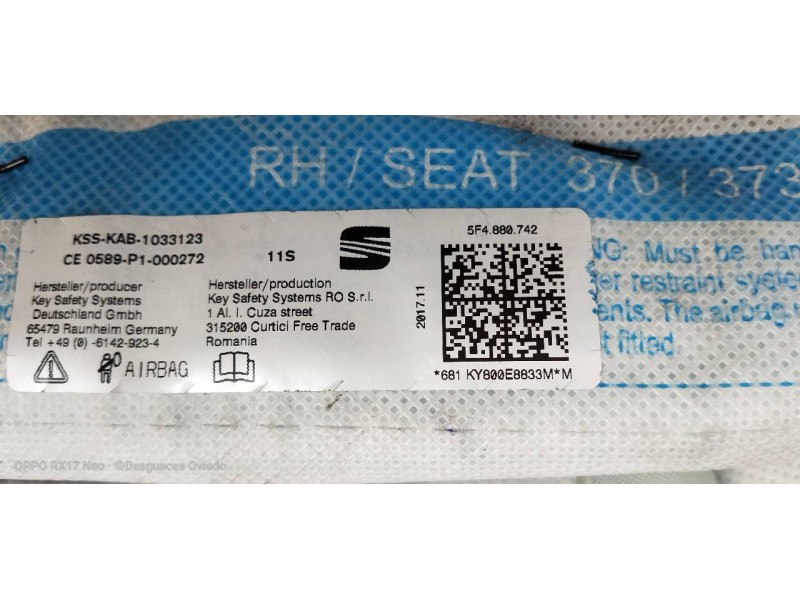 RH / SEAT 370 / 373
KSS-KAB-1033123
CE 0589-P1-000272
11S
5F4.880.742
Hersteller/producer
Key Safety Systems
Deutschland Gmbh
65479 Raunheim Germany
Tel +49 (0) -6142-923-4
Hersteller/production
Key Safety Systems RO S.r.l.
1 Al. I. Cuza street
315200 Curtici Free Trade
Romania
2017.11
AIRBAG
*681 KY800E8833M*M
NG: Must be han
er restraint syste
ents. The airbag
t fitted
OPPO RX17 Neo · ©Desguaces Oviedo